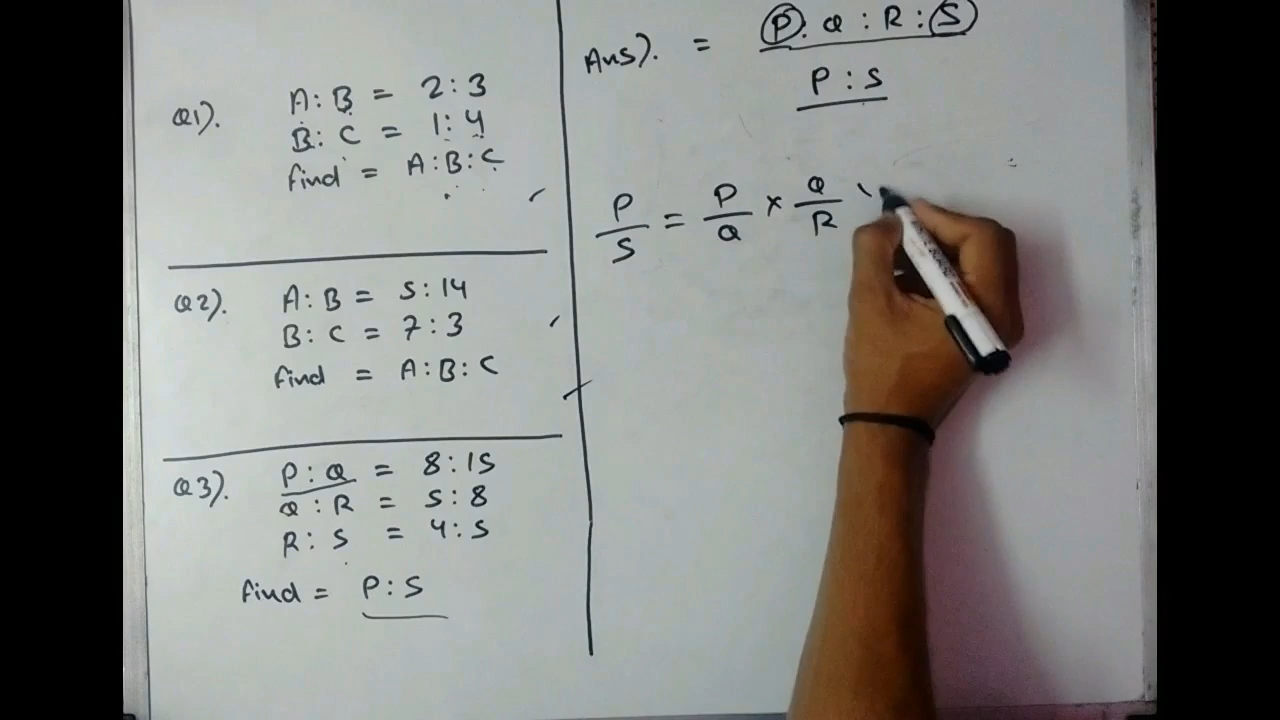 Q1). A:B = 2:3
B:C = 1:4
find = A:B:C
Q2). A:B = 5:14
B:C = 7:3
find = A:B:C
Q3). P:Q = 8:15
Q:R = 5:8
R:S = 4:5
find = P:S
Ans). = P:Q:R:S
P:S
P/S = P/Q × Q/R